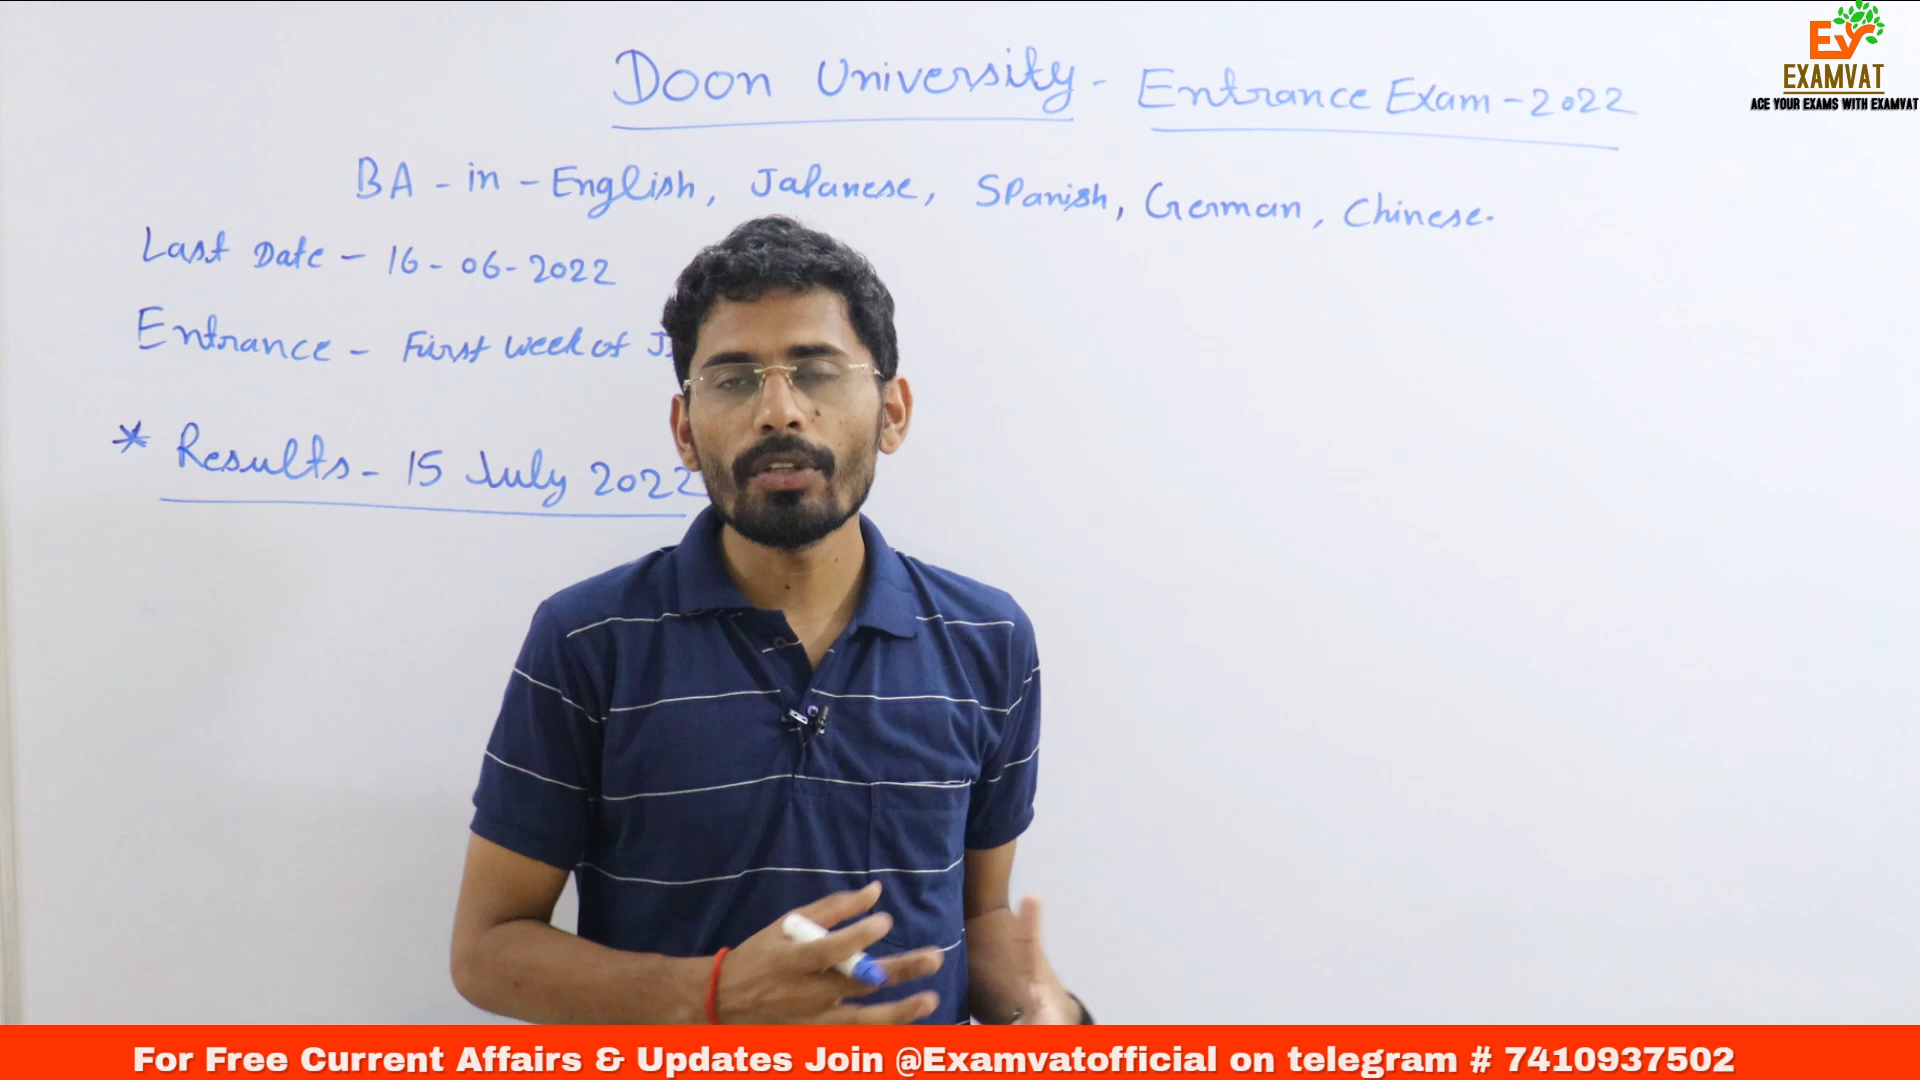 Doon University - Entrance Exam - 2022
EXAMVAT
ACE YOUR EXAMS WITH EXAMVAT
BA - in - English, Japanese, Spanish, German, Chinese.
Last Date - 16-06-2022
Entrance - First week of
* Results - 15 July 2022
For Free Current Affairs & Updates Join @Examvatofficial on telegram # 7410937502